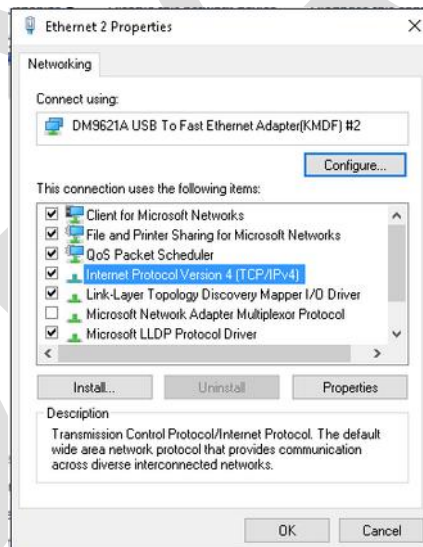 Ethernet 2 Properties
Networking
Connect using:
DM9621A USB To Fast Ethernet Adapter(KMDF) #2
Configure...
This connection uses the following items:
Client for Microsoft Networks
File and Printer Sharing for Microsoft Networks
QoS Packet Scheduler
Internet Protocol Version 4 (TCP/IPv4)
Link-Layer Topology Discovery Mapper I/O Driver
Microsoft Network Adapter Multiplexor Protocol
Microsoft LLDP Protocol Driver
Install...
Uninstall
Properties
Description
Transmission Control Protocol/Internet Protocol. The default
wide area network protocol that provides communication
across diverse interconnected networks.
OK
Cancel